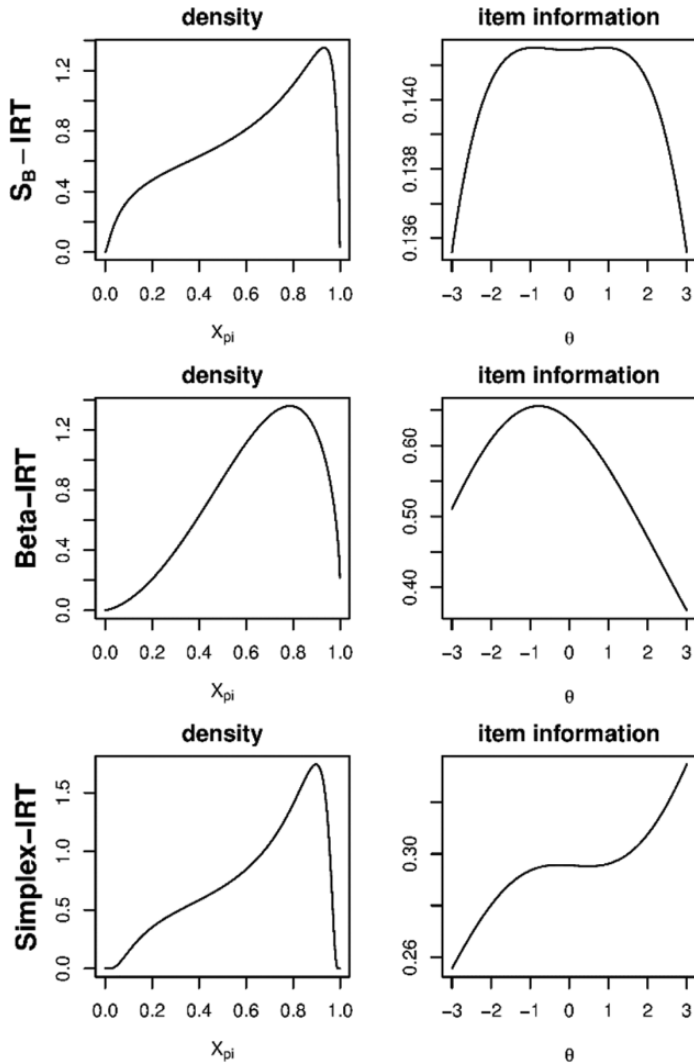 density
S_B−IRT
0.0 0.4 0.8 1.2
0.0 0.2 0.4 0.6 0.8 1.0
X_pi
item information
0.136 0.138 0.140
−3 −2 −1 0 1 2 3
θ
density
Beta−IRT
0.0 0.4 0.8 1.2
0.0 0.2 0.4 0.6 0.8 1.0
X_pi
item information
0.40 0.50 0.60
−3 −2 −1 0 1 2 3
θ
density
Simplex−IRT
0.0 0.5 1.0 1.5
0.0 0.2 0.4 0.6 0.8 1.0
X_pi
item information
0.26 0.30
−3 −2 −1 0 1 2 3
θ